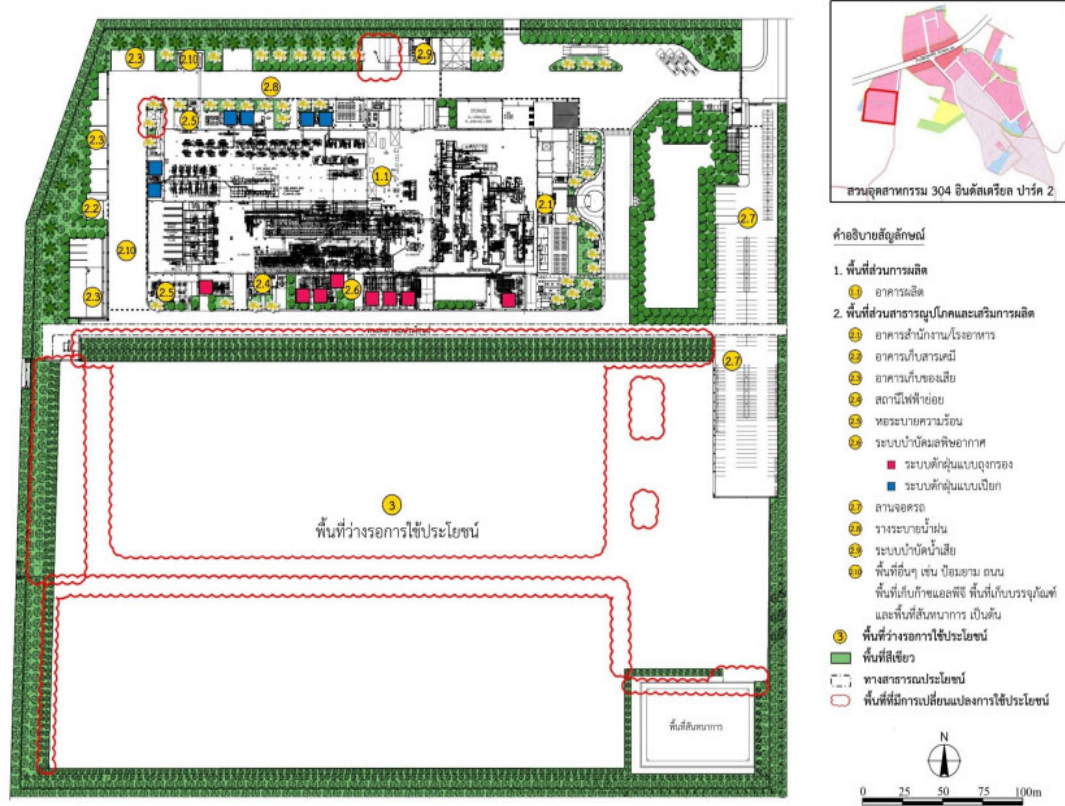 สวนอุตสาหกรรม 304 อินดัสเตรียล ปาร์ค 2
คำอธิบายสัญลักษณ์
1. พื้นที่ส่วนการผลิต
1.1 อาคารผลิต
2. พื้นที่ส่วนสาธารณูปโภคและเสริมการผลิต
2.1 อาคารสำนักงาน/โรงอาหาร
2.2 อาคารเก็บสารเคมี
2.3 อาคารเก็บของเสีย
2.4 สถานีไฟฟ้าย่อย
2.5 หอระบายความร้อน
2.6 ระบบบำบัดมลพิษอากาศ
ระบบดักฝุ่นแบบถุงกรอง
ระบบดักฝุ่นแบบเปียก
2.7 ลานจอดรถ
2.8 รางระบายน้ำฝน
2.9 ระบบบำบัดน้ำเสีย
2.10 พื้นที่อื่นๆ เช่น ป้อมยาม ถนน
พื้นที่เก็บก๊าซแอลพีจี พื้นที่เก็บบรรจุภัณฑ์
และพื้นที่สันทนาการ เป็นต้น
3 พื้นที่ว่างรอการใช้ประโยชน์
พื้นที่สีเขียว
ทางสาธารณประโยชน์
พื้นที่ที่มีการเปลี่ยนแปลงการใช้ประโยชน์
N
0 25 50 75 100m
2.3
2.10
2.9
2.8
2.5
STORAGE
2.3
1.1
2.2
2.1
2.7
2.10
2.3
2.5
2.4
2.6
2.7
3
พื้นที่ว่างรอการใช้ประโยชน์
พื้นที่สันทนาการ